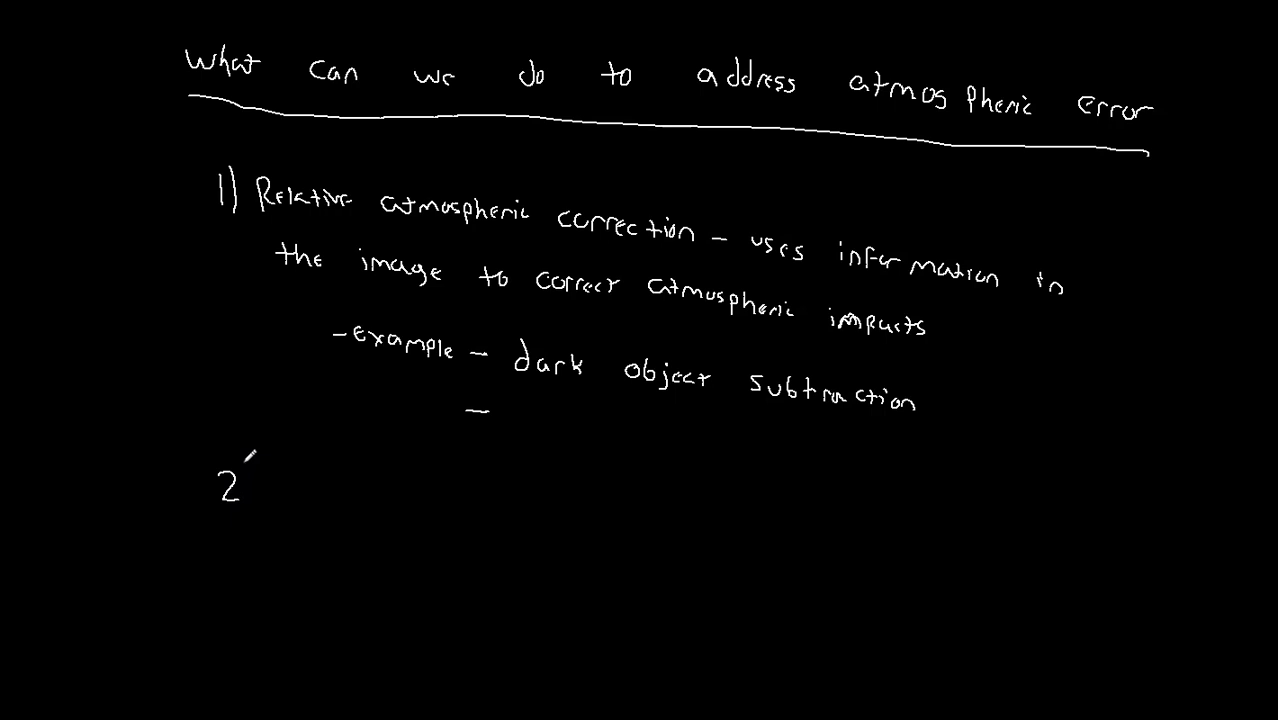 What can we do to address atmospheric error
1) Relative atmospheric correction - uses information in
the image to correct atmospheric impacts
- example - dark object subtraction
-
2